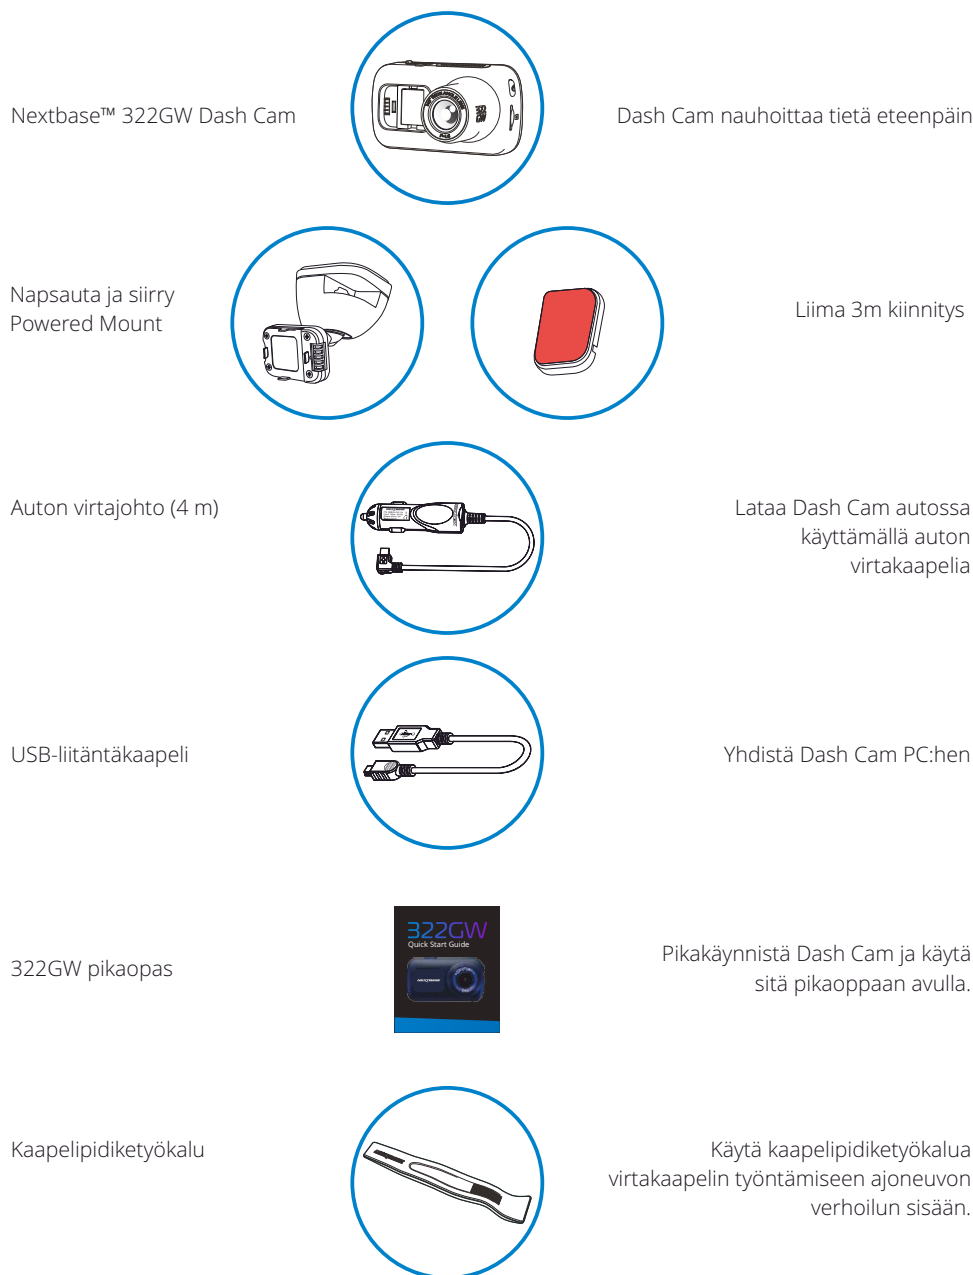 Nextbase™ 322GW Dash Cam
Dash Cam nauhoittaa tietä eteenpäin
Napsauta ja siirry
Powered Mount
Liima 3m kiinnitys
Auton virtajohto (4 m)
Lataa Dash Cam autossa
käyttämällä auton
virtakaapelia
USB-liitäntäkaapeli
Yhdistä Dash Cam PC:hen
322GW pikaopas
322GW
Quick Start Guide
Pikakäynnistä Dash Cam ja käytä
sitä pikaoppaan avulla.
Kaapelipidiketyökalu
Käytä kaapelipidiketyökalua
virtakaapelin työntämiseen ajoneuvon
verhoilun sisään.